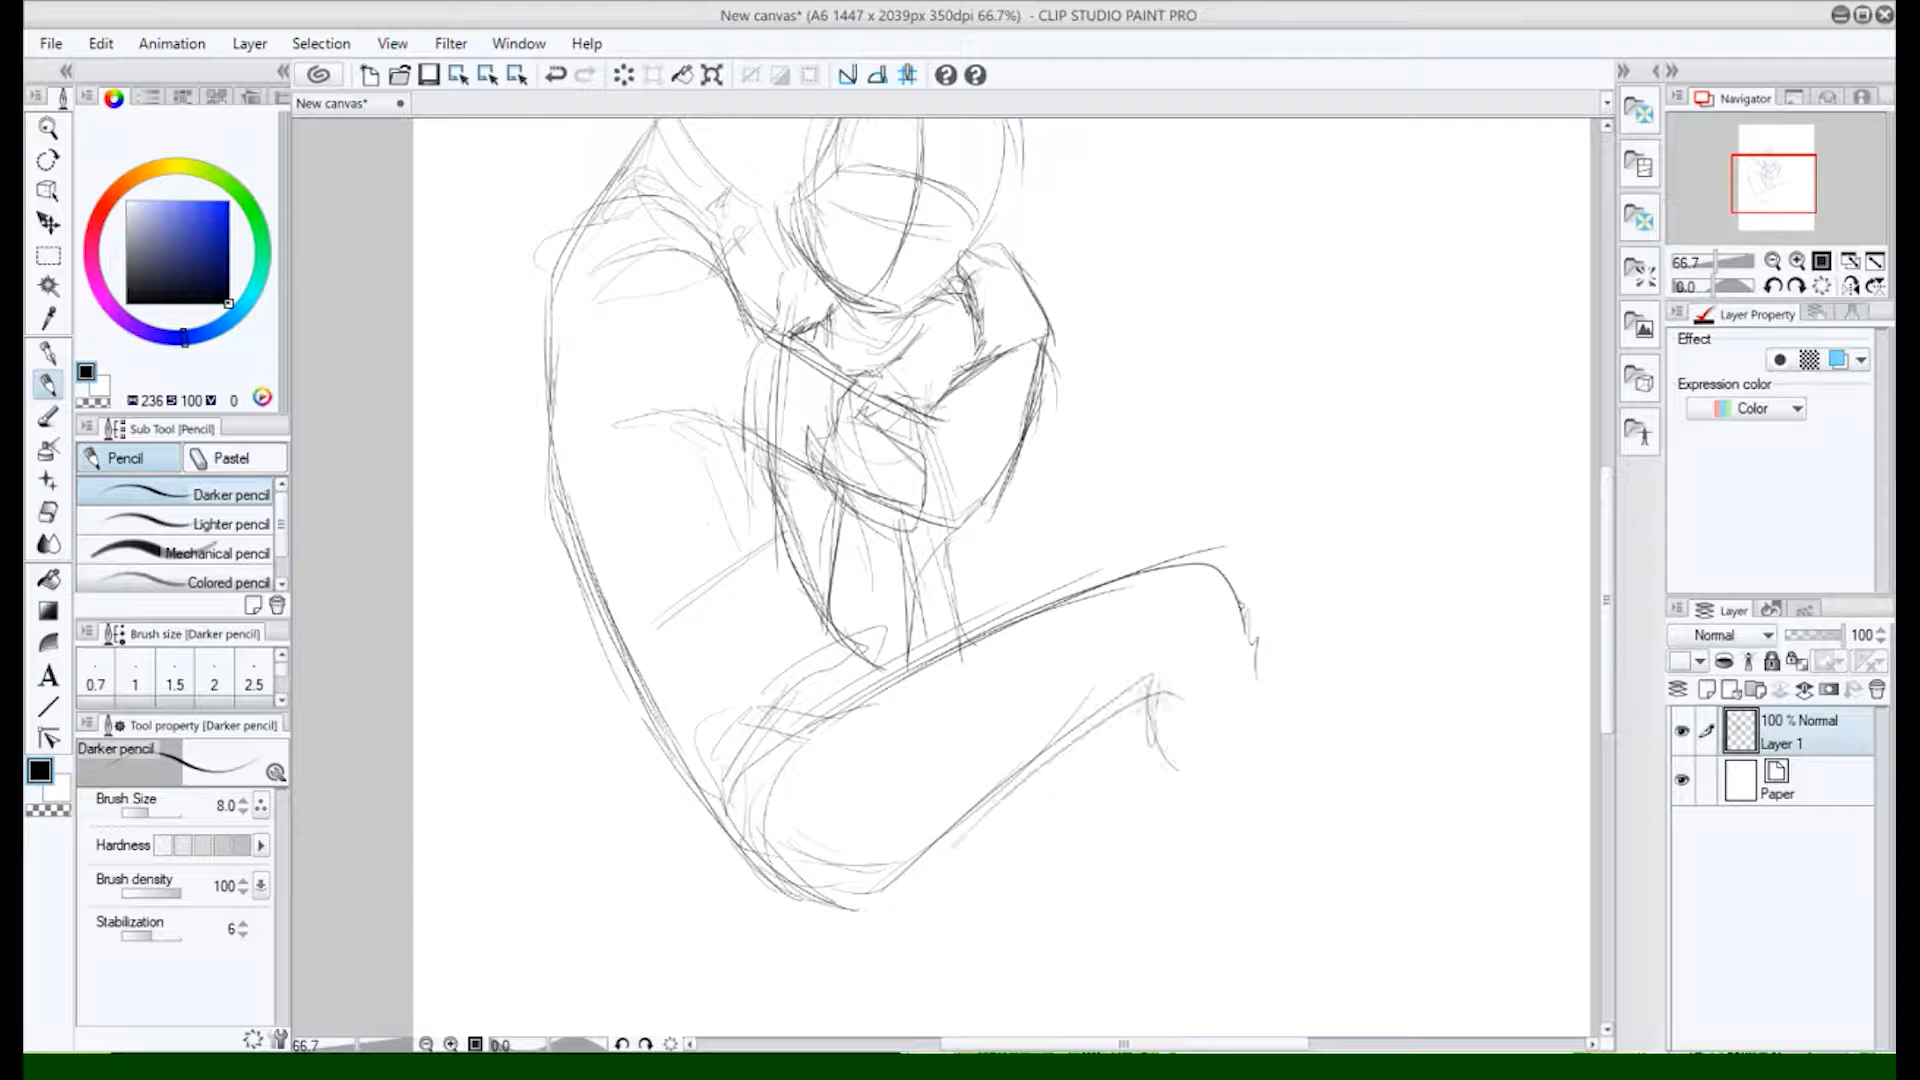 New canvas* (A6 1447 x 2039px 350dpi 66.7%) - CLIP STUDIO PAINT PRO
File Edit Animation Layer Selection View Filter Window Help
New canvas*
Navigator
66.7
0.0
Layer Property
Effect
Expression color
Color
H 236 S 100 V 0
Sub Tool [Pencil]
Pencil Pastel
Darker pencil
Lighter pencil
Mechanical pencil
Colored pencil
Brush size [Darker pencil]
0.7 1 1.5 2 2.5
Tool property [Darker pencil]
Darker pencil
Brush Size 8.0
Hardness
Brush density 100
Stabilization 6
Layer
Normal 100
100 % Normal
Layer 1
Paper
66.7 0.0